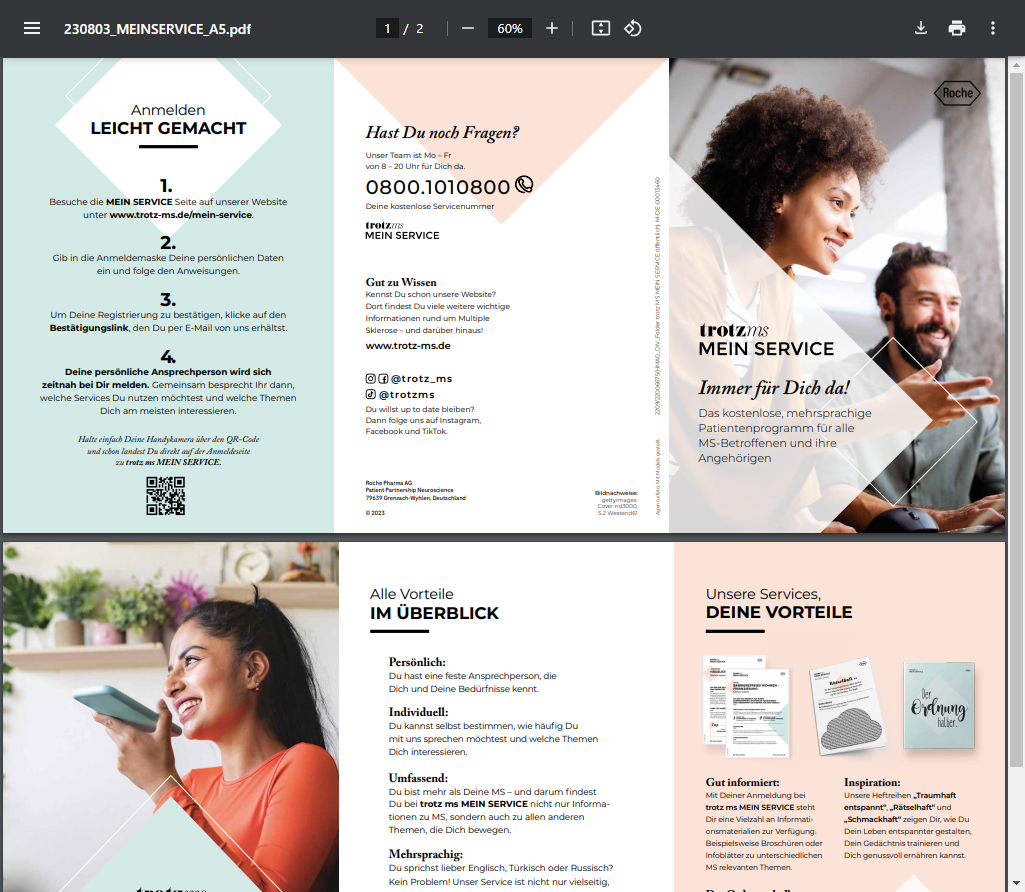 230803_MEINSERVICE_A5.pdf
1 / 2
60%
Anmelden
LEICHT GEMACHT
1.
Besuche die MEIN SERVICE Seite auf unserer Website
unter www.trotz-ms.de/mein-service.
2.
Gib in die Anmeldemaske Deine persönlichen Daten
ein und folge den Anweisungen.
3.
Um Deine Registrierung zu bestätigen, klicke auf den
Bestätigungslink, den Du per E-Mail von uns erhältst.
4.
Deine persönliche Ansprechperson wird sich
zeitnah bei Dir melden. Gemeinsam besprecht Ihr dann,
welche Services Du nutzen möchtest und welche Themen
Dich am meisten interessieren.
Halte einfach Deine Handykamera über den QR-Code
und schon landest Du direkt auf der Anmeldeseite
zu trotz ms MEIN SERVICE.
Hast Du noch Fragen?
Unser Team ist Mo – Fr
von 8 – 20 Uhr für Dich da.
0800.1010800
Deine kostenlose Servicenummer
trotzms
MEIN SERVICE
Gut zu Wissen
Kennst Du schon unsere Website?
Dort findest Du viele weitere wichtige
Informationen rund um Multiple
Sklerose – und darüber hinaus!
www.trotz-ms.de
@trotz_ms
@trotzms
Du willst up to date bleiben?
Dann folge uns auf Instagram,
Facebook und TikTok.
Roche Pharma AG
Patient Partnership Neuroscience
79639 Grenzach-Wyhlen, Deutschland
© 2023
Bildnachweise:
gettyimages:
Cover nd3000,
S.2 Westend61
Agenturfoto: Mit Models gestellt.
Roche
trotzms
MEIN SERVICE
Immer für Dich da!
Das kostenlose, mehrsprachige
Patientenprogramm für alle
MS-Betroffenen und ihre
Angehörigen
Alle Vorteile
IM ÜBERBLICK
Persönlich:
Du hast eine feste Ansprechperson, die
Dich und Deine Bedürfnisse kennt.
Individuell:
Du kannst selbst bestimmen, wie häufig Du
mit uns sprechen möchtest und welche Themen
Dich interessieren.
Umfassend:
Du bist mehr als Deine MS – und darum findest
Du bei trotz ms MEIN SERVICE nicht nur Informa-
tionen zu MS, sondern auch zu allen anderen
Themen, die Dich bewegen.
Mehrsprachig:
Du sprichst lieber Englisch, Türkisch oder Russisch?
Kein Problem! Unser Service ist nicht nur vielseitig,
Unsere Services,
DEINE VORTEILE
BARRIEREFREIES WOHNEN -
FINANZIERUNG
Rätselhaft
Der
Ordnung
halber.
Gut informiert:
Mit Deiner Anmeldung bei
trotz ms MEIN SERVICE steht
Dir eine Vielzahl an Informati-
onsmaterialien zur Verfügung.
Beispielsweise Broschüren oder
Infoblätter zu unterschiedlichen
MS relevanten Themen.
Inspiration:
Unsere Heftreihen „Traumhaft
entspannt“, „Rätselhaft“ und
„Schmackhaft“ zeigen Dir, wie Du
Dein Leben entspannter gestalten,
Dein Gedächtnis trainieren und
Dich genussvoll ernähren kannst.